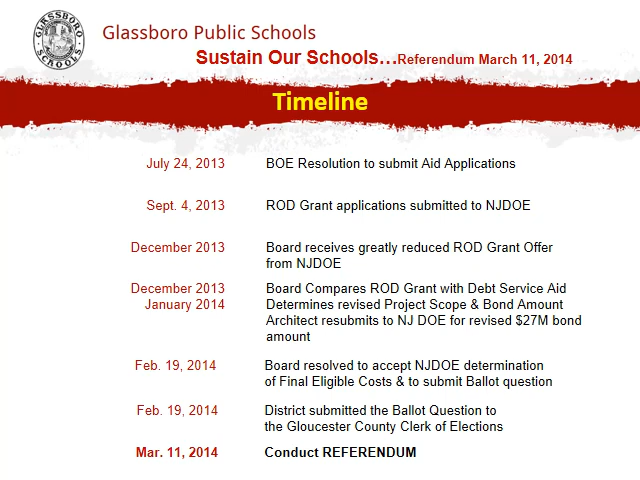 GLASSBORO
SCHOOLS
Glassboro Public Schools
Sustain Our Schools...Referendum March 11, 2014
Timeline
July 24, 2013 BOE Resolution to submit Aid Applications
Sept. 4, 2013 ROD Grant applications submitted to NJDOE
December 2013 Board receives greatly reduced ROD Grant Offer
from NJDOE
December 2013 Board Compares ROD Grant with Debt Service Aid
January 2014 Determines revised Project Scope & Bond Amount
Architect resubmits to NJ DOE for revised $27M bond
amount
Feb. 19, 2014 Board resolved to accept NJDOE determination
of Final Eligible Costs & to submit Ballot question
Feb. 19, 2014 District submitted the Ballot Question to
the Gloucester County Clerk of Elections
Mar. 11, 2014 Conduct REFERENDUM